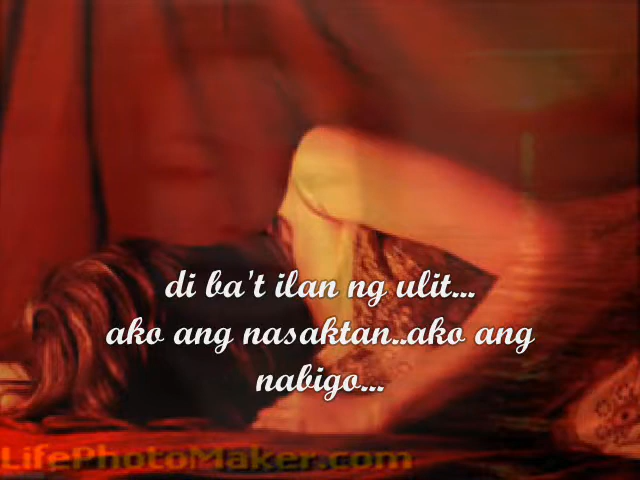 di ba't ilan ng ulit...
ako ang nasaktan..ako ang
nabigo...
LifePhotoMaker.com